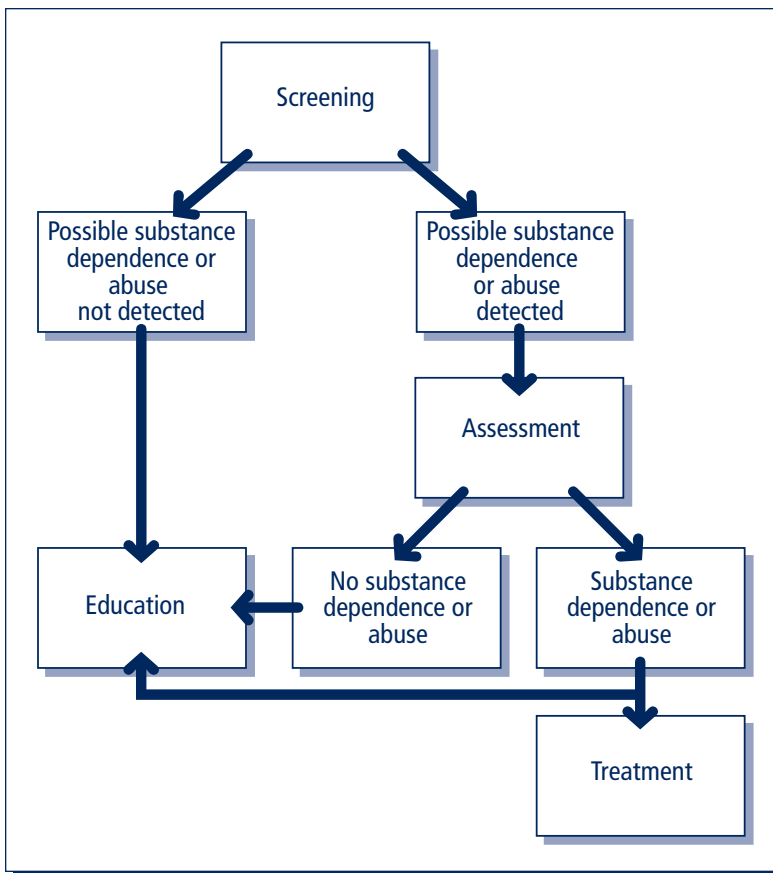 Screening
Possible substance
dependence or
abuse
not detected
Possible substance
dependence
or abuse
detected
Assessment
Education
No substance
dependence or
abuse
Substance
dependence or
abuse
Treatment